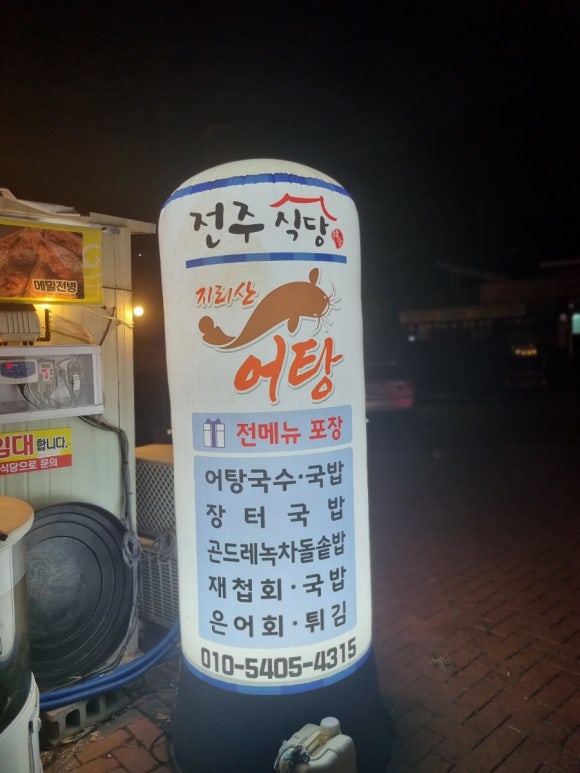 전주 식당
지리산
어탕
전메뉴 포장
어탕국수·국밥
장터국밥
곤드레녹차돌솥밥
재첩회·국밥
은어회·튀김
010-5405-4315
메밀전병
임대합니다.
식당으로 문의